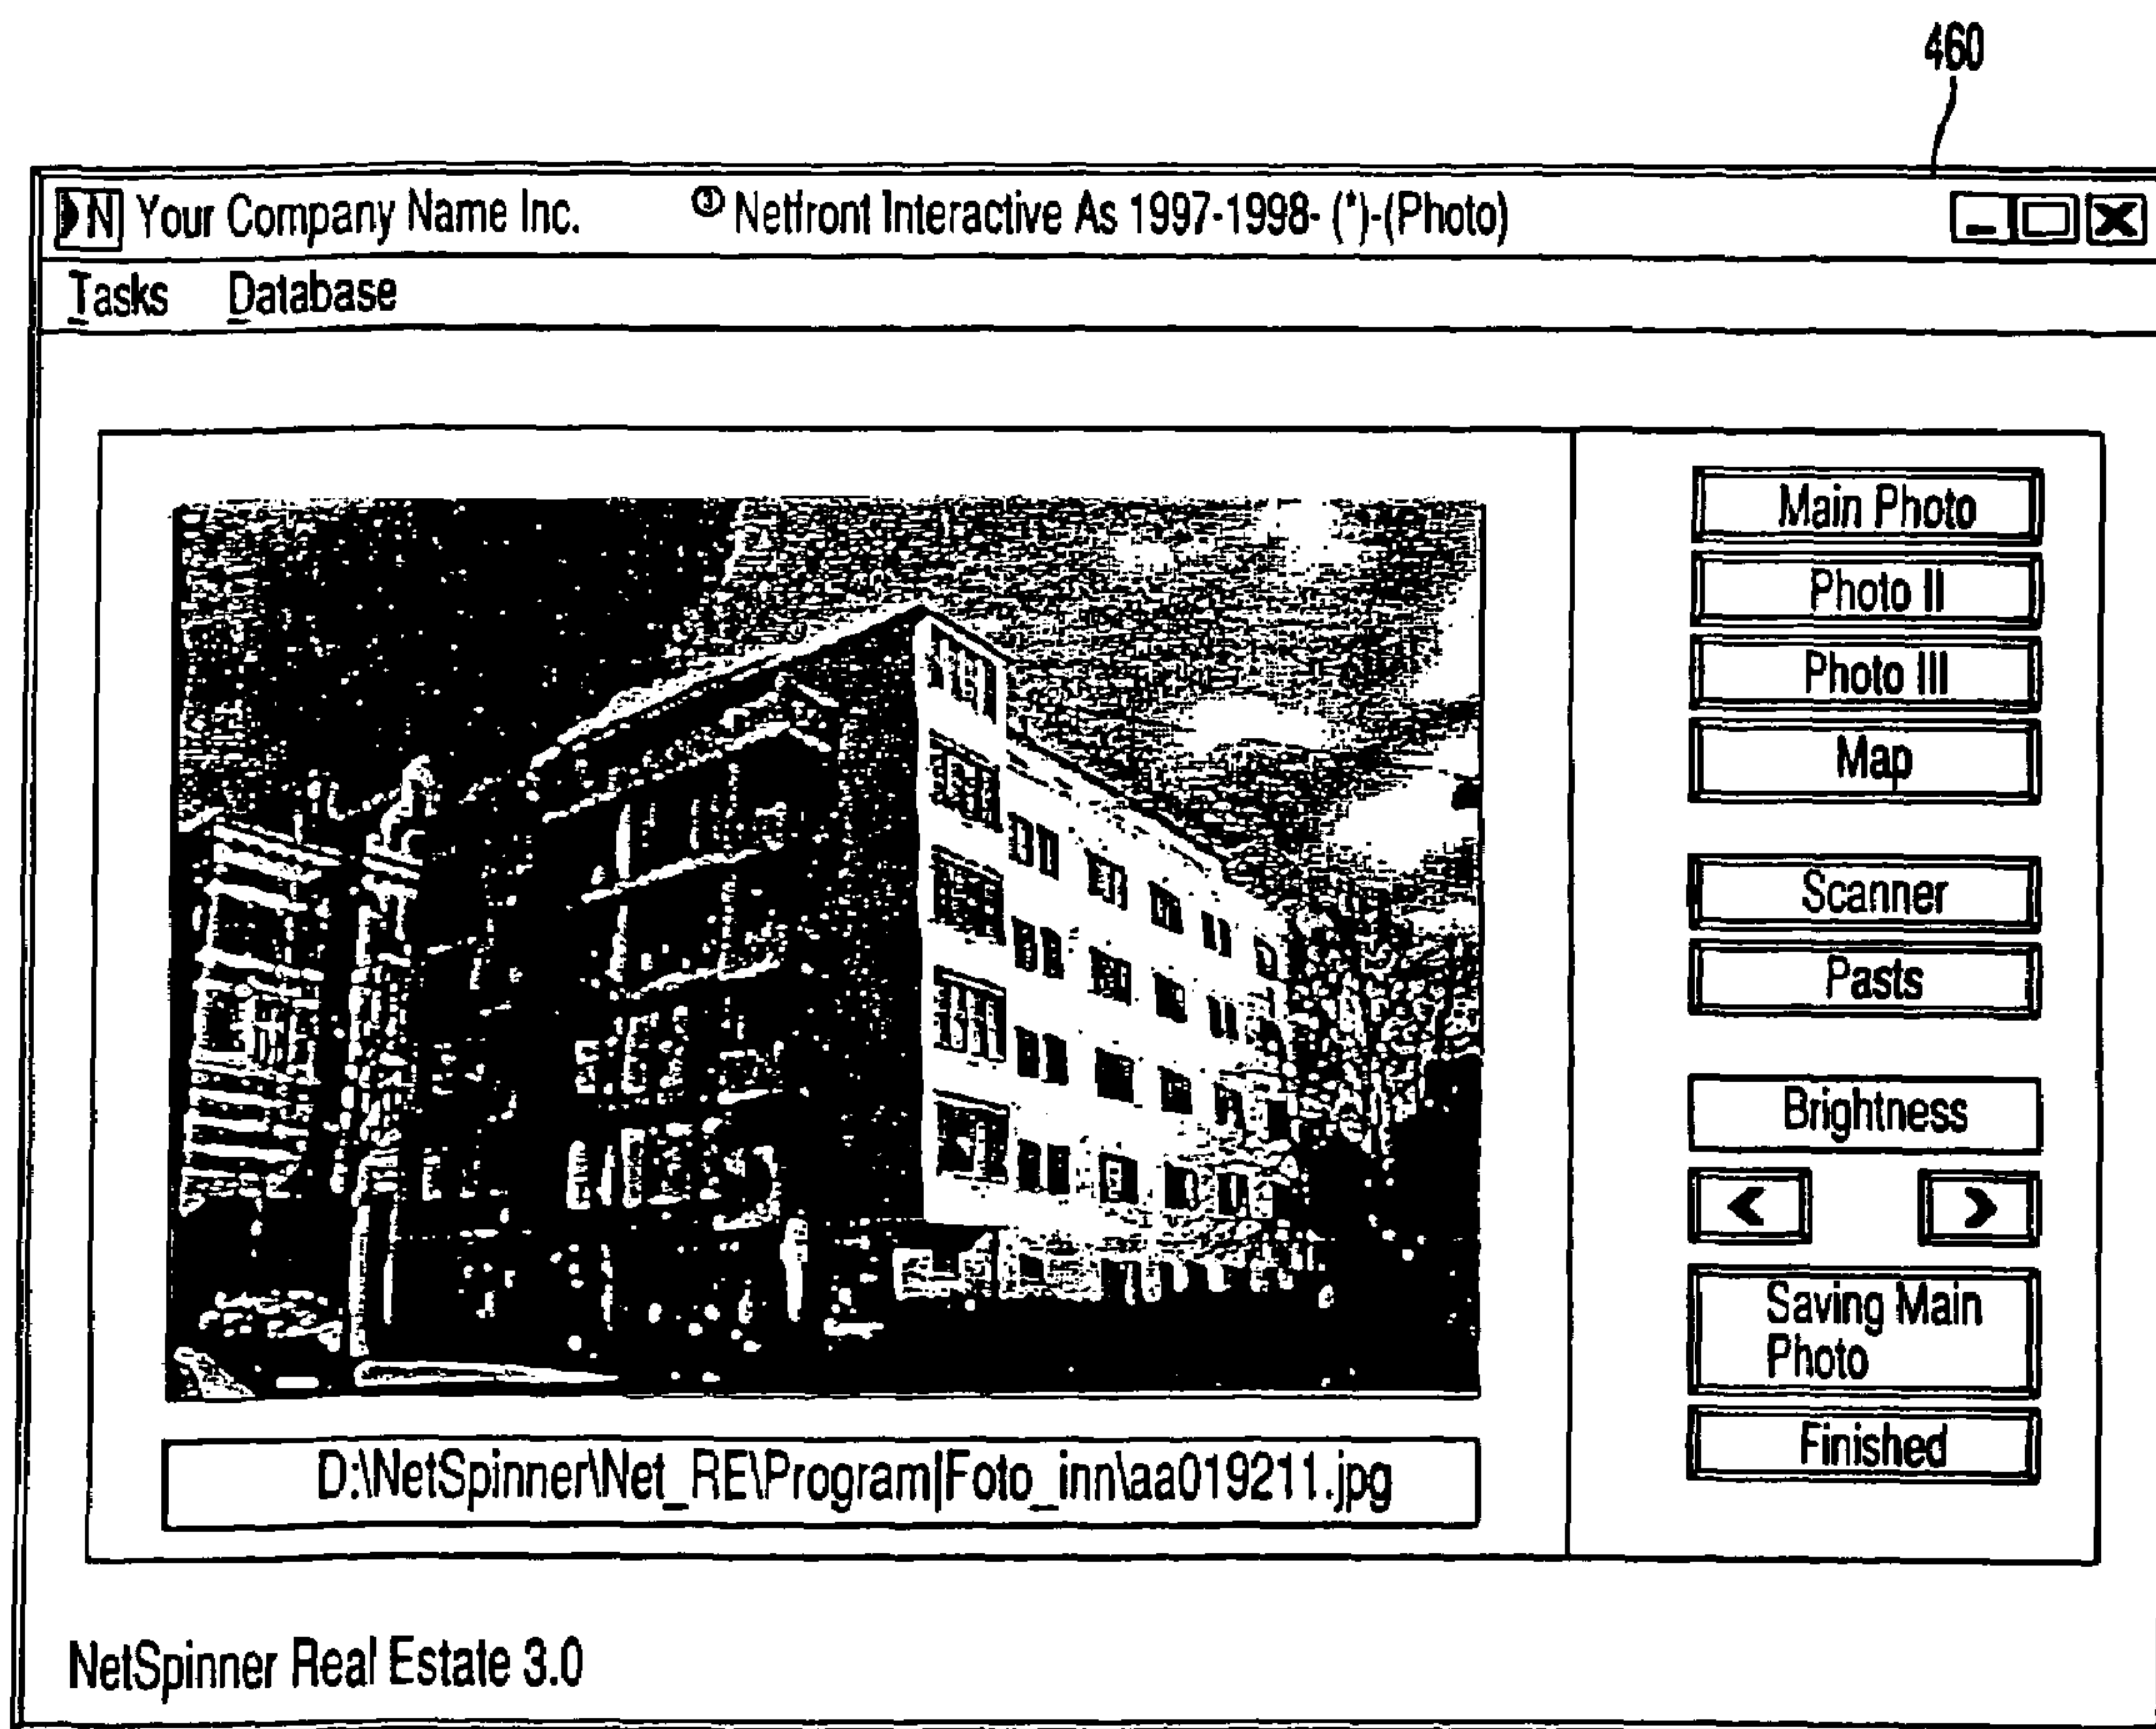 460
N Your Company Name Inc. Netfront Interactive As 1997-1998- (*)-(Photo)
Tasks Database
Main Photo
Photo II
Photo III
Map
Scanner
Pasts
Brightness
< >
Saving Main
Photo
Finished
D:\NetSpinner\Net_RE\Program|Foto_inn\aa019211.jpg
NetSpinner Real Estate 3.0